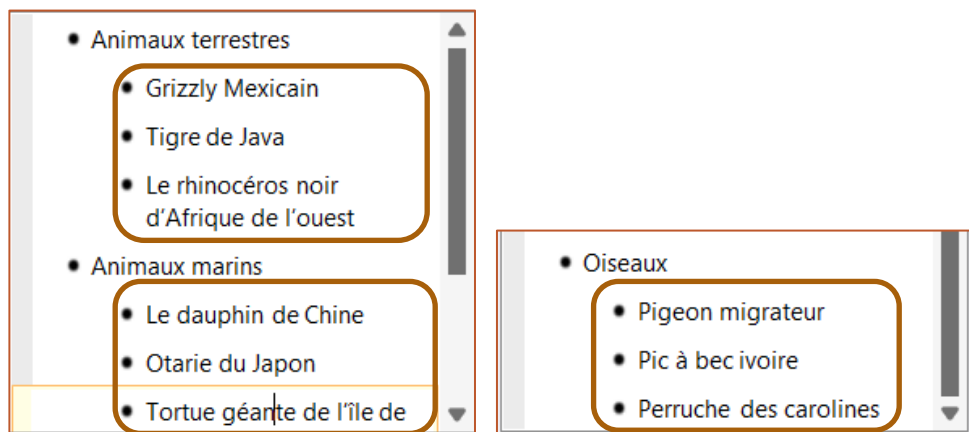 • Animaux terrestres
• Grizzly Mexicain
• Tigre de Java
• Le rhinocéros noir
d'Afrique de l'ouest
• Animaux marins
• Le dauphin de Chine
• Otarie du Japon
• Tortue géante de l'île de
• Oiseaux
• Pigeon migrateur
• Pic à bec ivoire
• Perruche des carolines